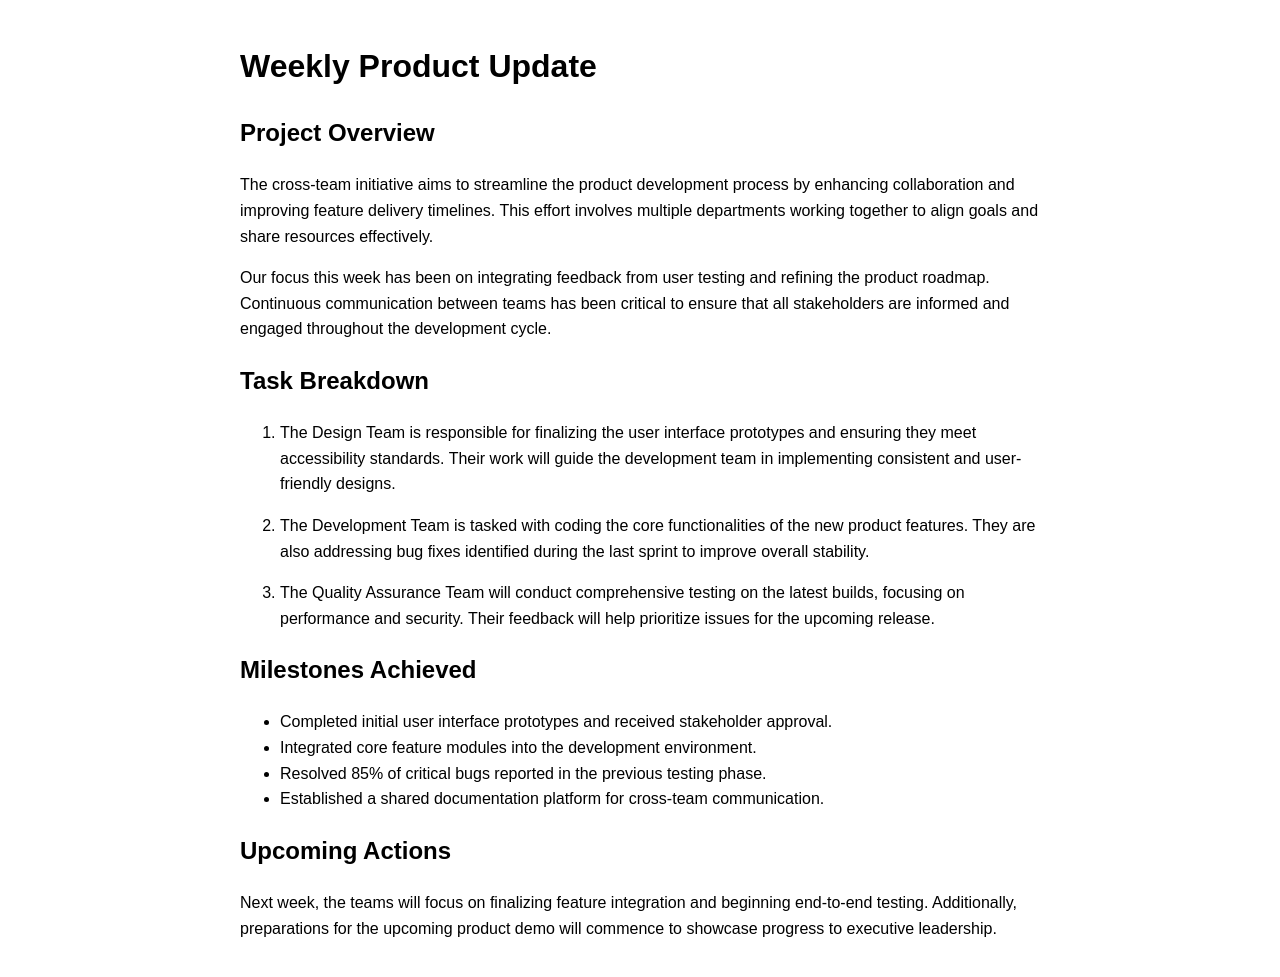 Weekly Product Update
Project Overview
The cross-team initiative aims to streamline the product development process by enhancing collaboration and
improving feature delivery timelines. This effort involves multiple departments working together to align goals and
share resources effectively.
Our focus this week has been on integrating feedback from user testing and refining the product roadmap.
Continuous communication between teams has been critical to ensure that all stakeholders are informed and
engaged throughout the development cycle.
Task Breakdown
1. The Design Team is responsible for finalizing the user interface prototypes and ensuring they meet
accessibility standards. Their work will guide the development team in implementing consistent and user-
friendly designs.
2. The Development Team is tasked with coding the core functionalities of the new product features. They are
also addressing bug fixes identified during the last sprint to improve overall stability.
3. The Quality Assurance Team will conduct comprehensive testing on the latest builds, focusing on
performance and security. Their feedback will help prioritize issues for the upcoming release.
Milestones Achieved
• Completed initial user interface prototypes and received stakeholder approval.
• Integrated core feature modules into the development environment.
• Resolved 85% of critical bugs reported in the previous testing phase.
• Established a shared documentation platform for cross-team communication.
Upcoming Actions
Next week, the teams will focus on finalizing feature integration and beginning end-to-end testing. Additionally,
preparations for the upcoming product demo will commence to showcase progress to executive leadership.